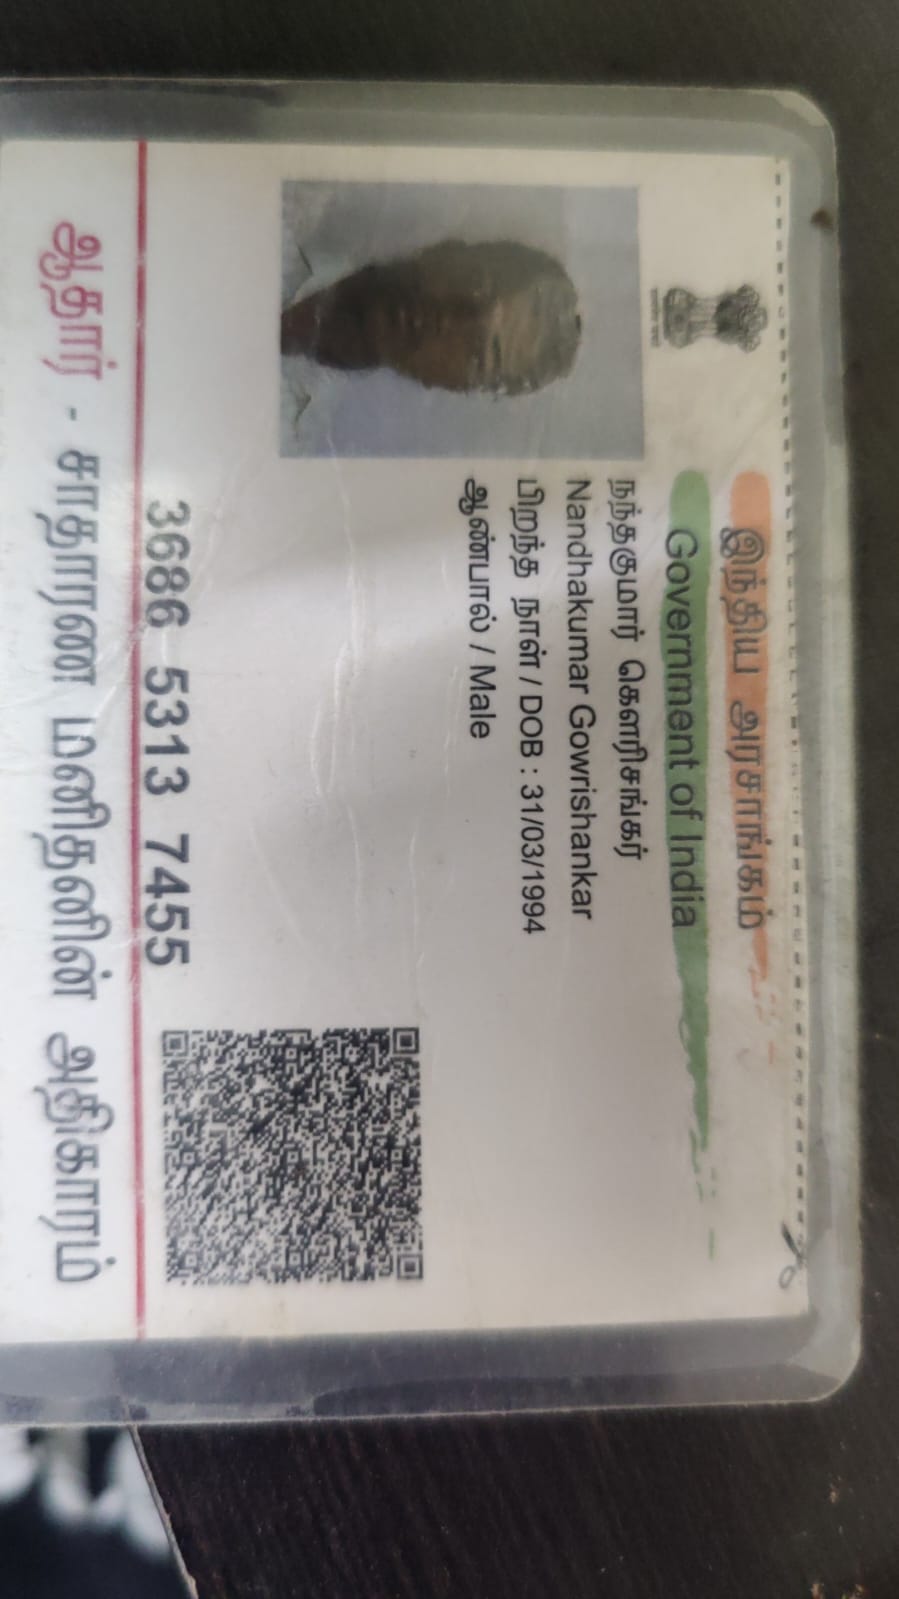 இந்திய அரசாங்கம்
Government of India
நந்தகுமார் கௌரிசங்கர்
Nandhakumar Gowrishankar
பிறந்த நாள் / DOB : 31/03/1994
ஆண்பால் / Male
3686 5313 7455
ஆதார் - சாதாரண மனிதனின் அதிகாரம்